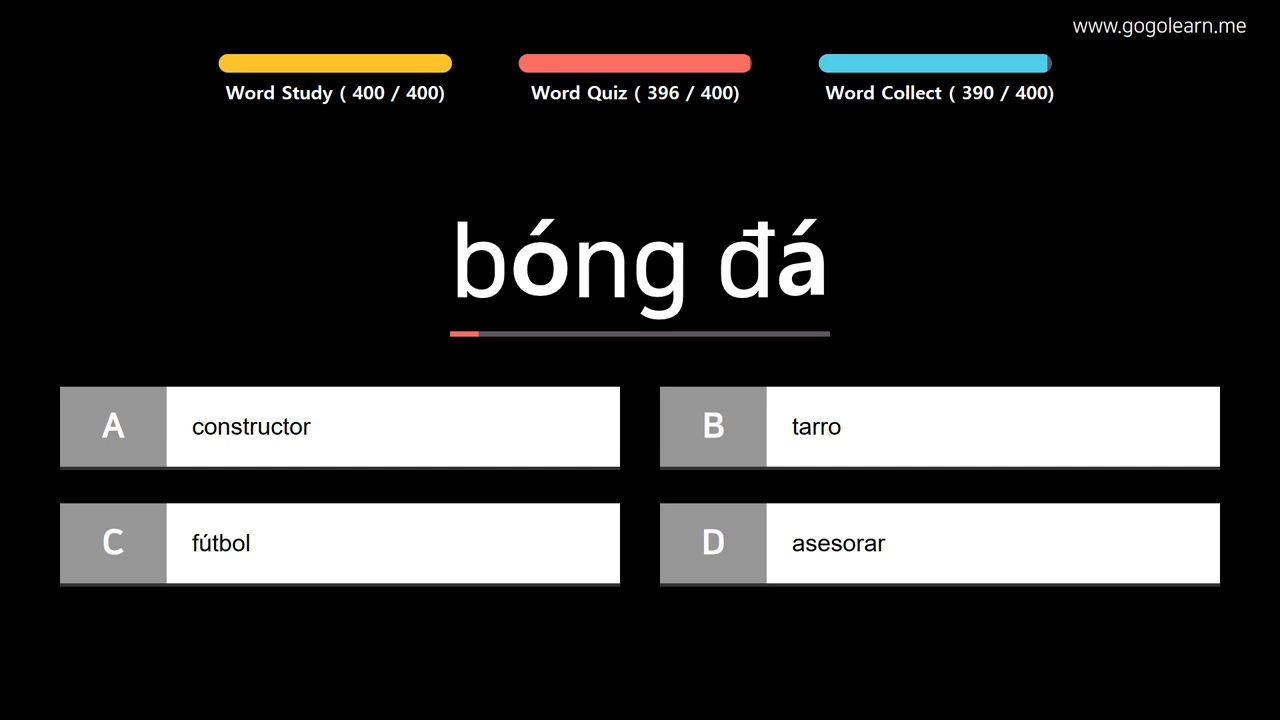 www.gogolearn.me
Word Study ( 400 / 400)
Word Quiz ( 396 / 400)
Word Collect ( 390 / 400)
bóng đá
A constructor
B tarro
C fútbol
D asesorar